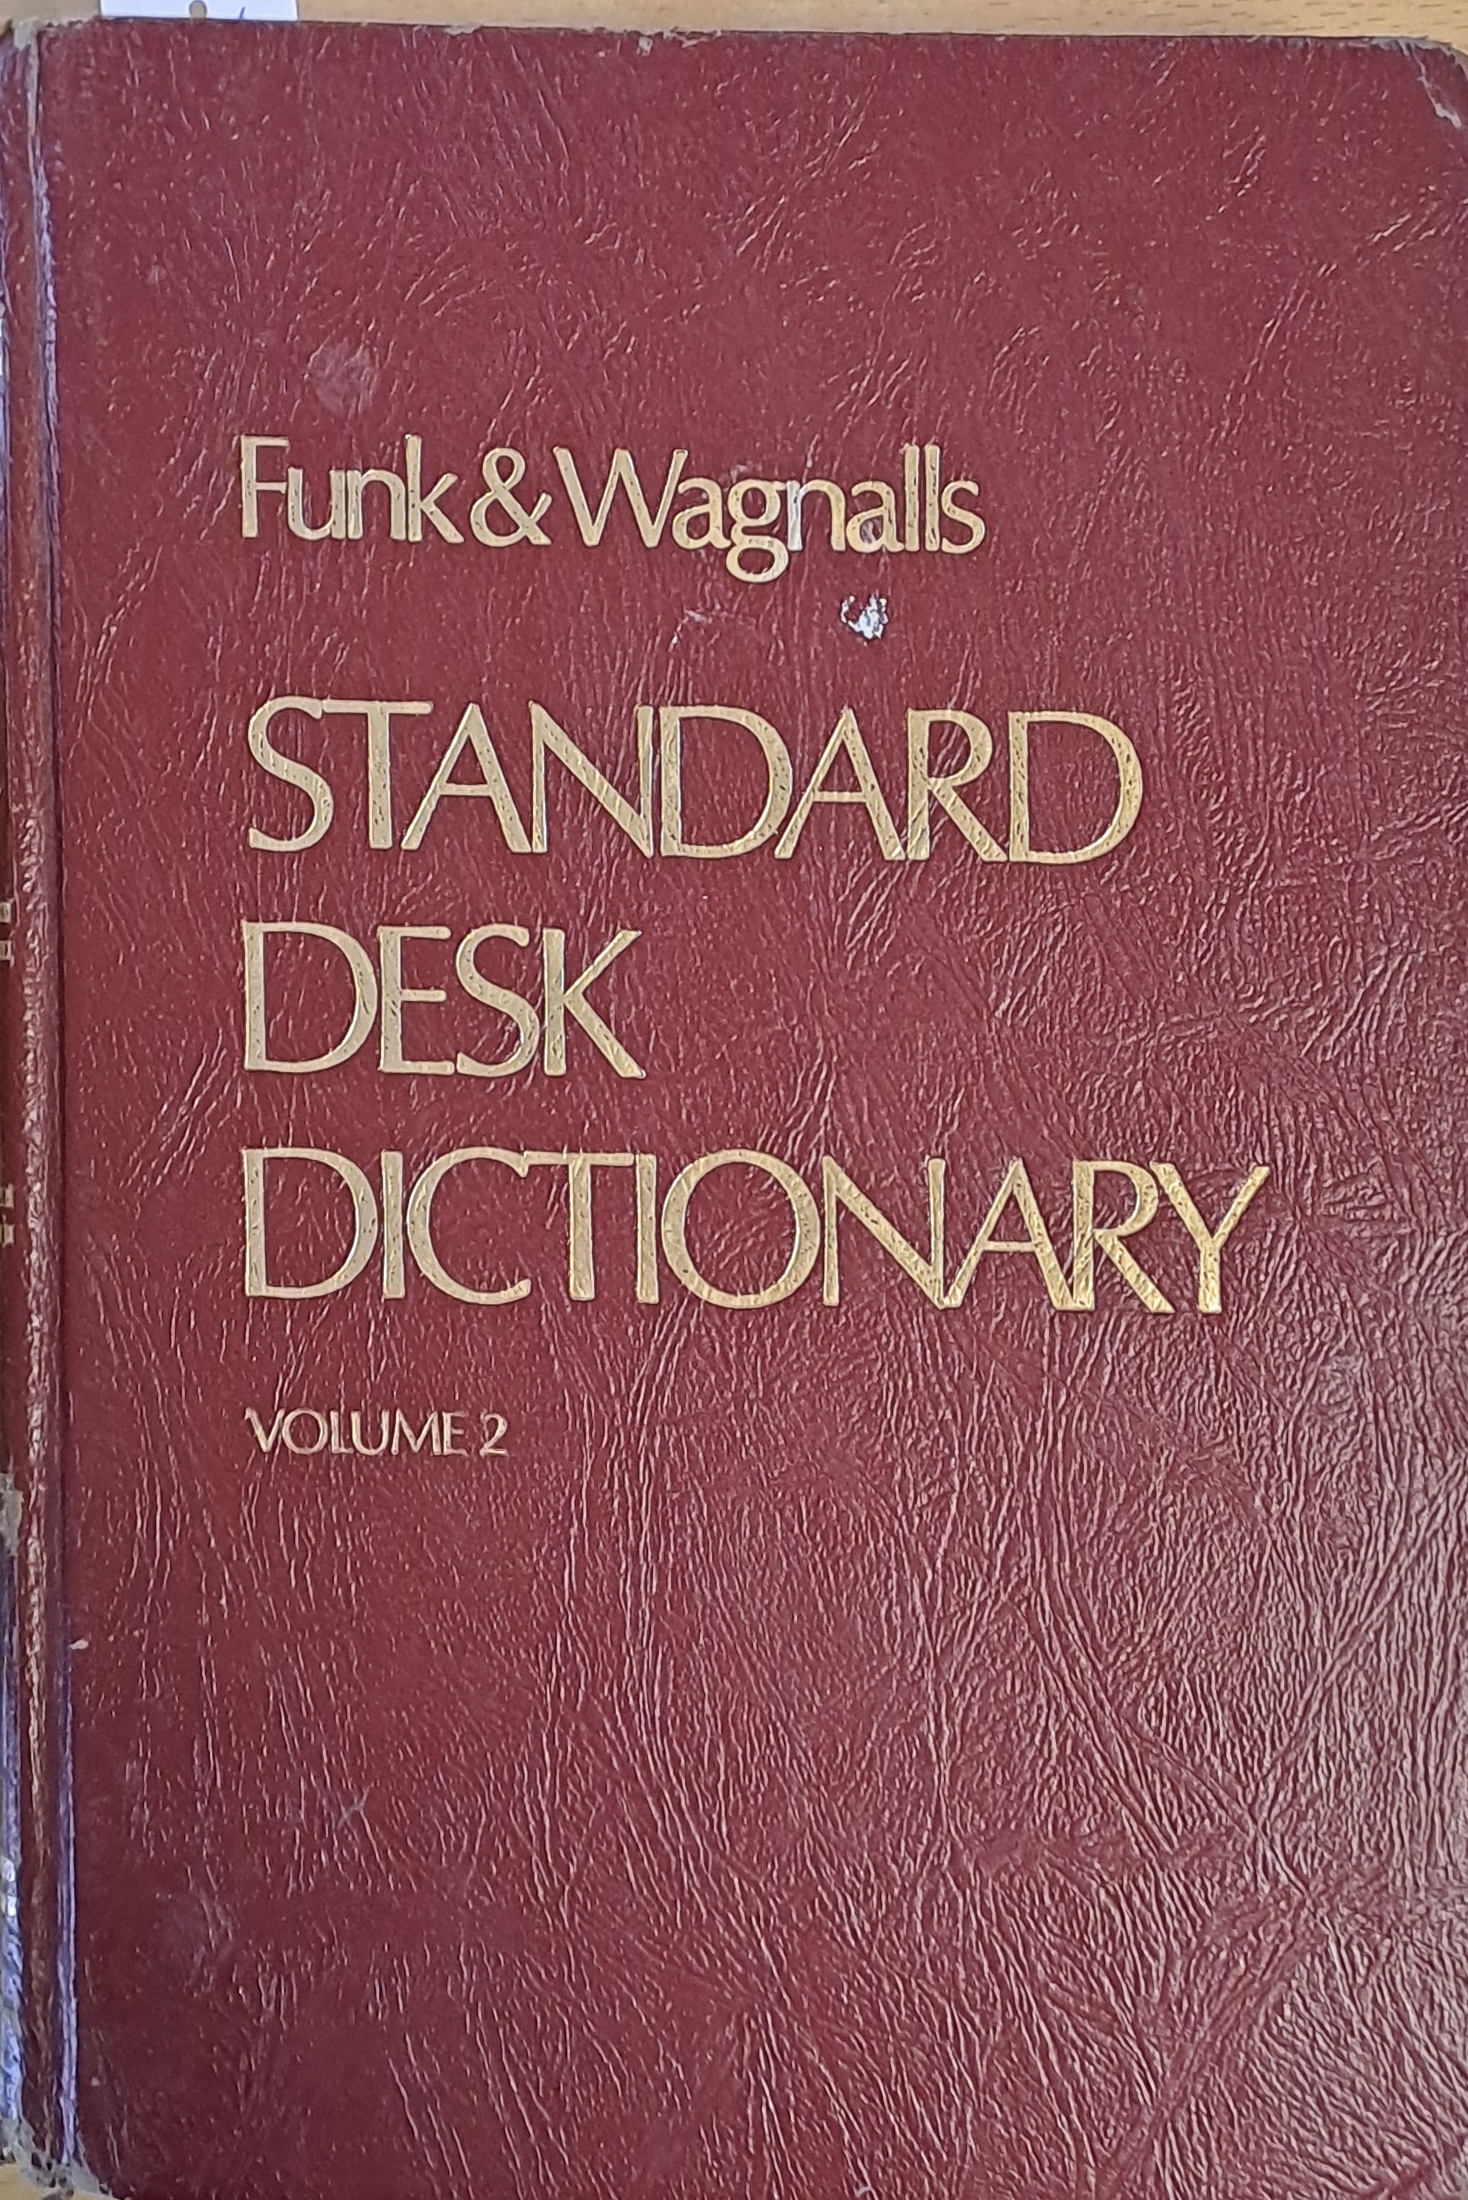 Funk & Wagnalls
STANDARD
DESK
DICTIONARY
VOLUME 2